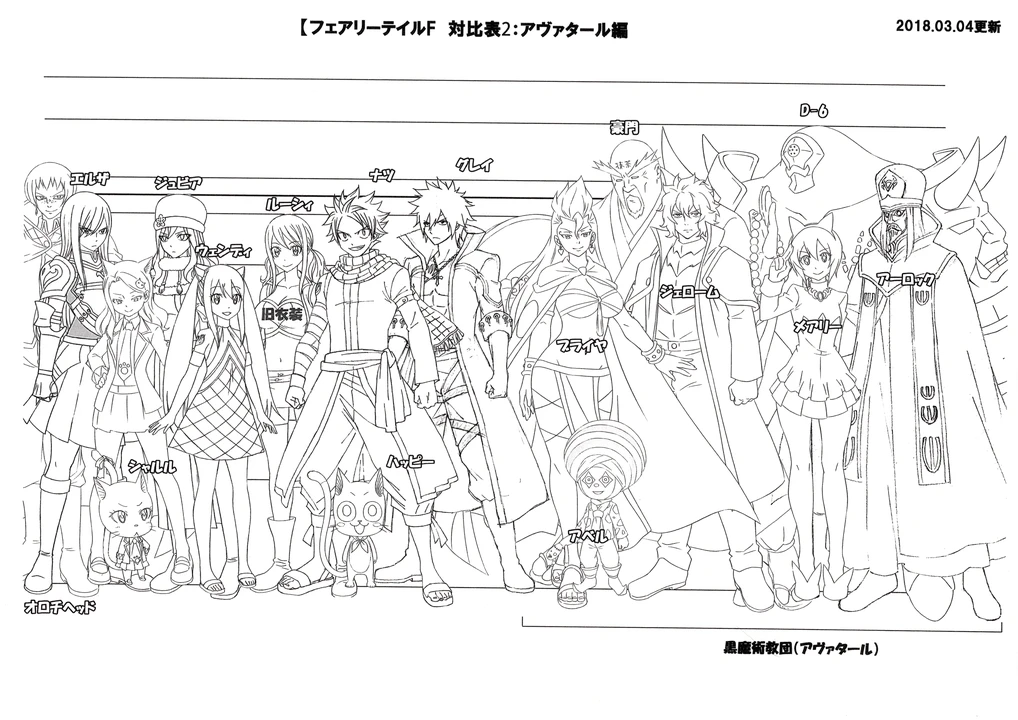 【フェアリーテイルF 対比表2：アヴァタール編
2018.03.04更新
D-6
豪門
抹茶
グレイ
ナツ
エルザ
ジュビア
ルーシィ
ウェンディ
旧衣装
アーロック
ジェローム
メアリー
ブライヤ
シャルル
ハッピー
アベル
オロチヘッド
黒魔術教団（アヴァタール）